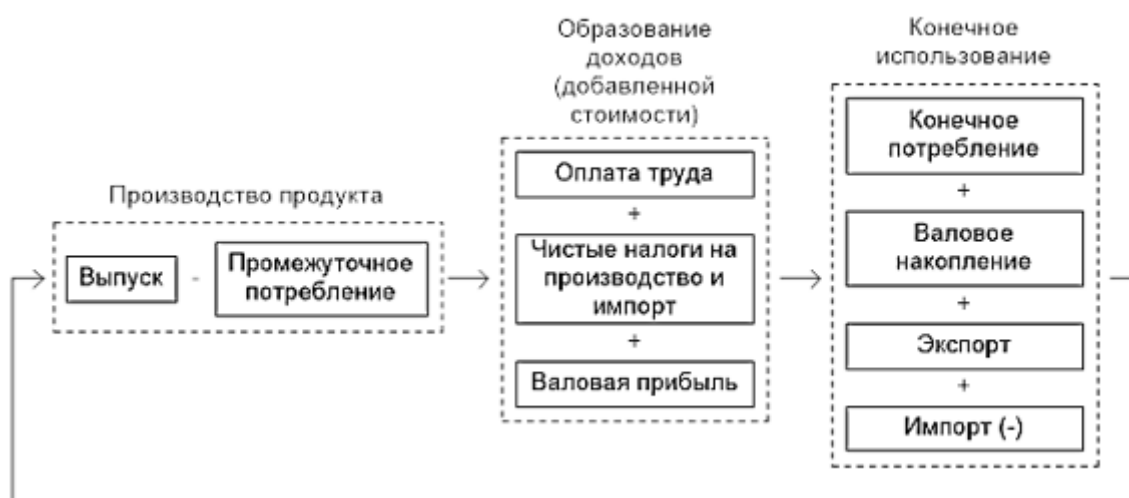 Производство продукта
Выпуск
-
Промежуточное
потребление
Образование
доходов
(добавленной
стоимости)
Оплата труда
+
Чистые налоги на
производство и
импорт
+
Валовая прибыль
Конечное
использование
Конечное
потребление
+
Валовое
накопление
+
Экспорт
+
Импорт (-)